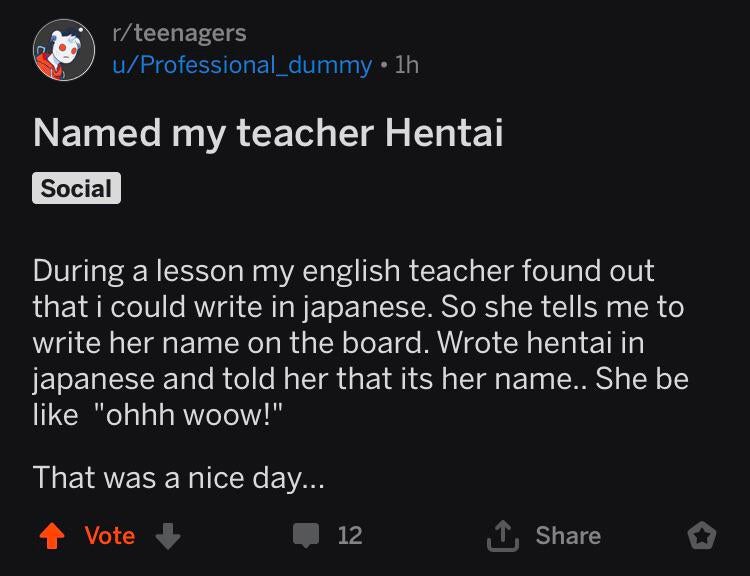 r/teenagers
u/Professional_dummy • 1h
Named my teacher Hentai
Social
During a lesson my english teacher found out
that i could write in japanese. So she tells me to
write her name on the board. Wrote hentai in
japanese and told her that its her name.. She be
like  "ohhh woow!"
That was a nice day...
Vote 12 Share